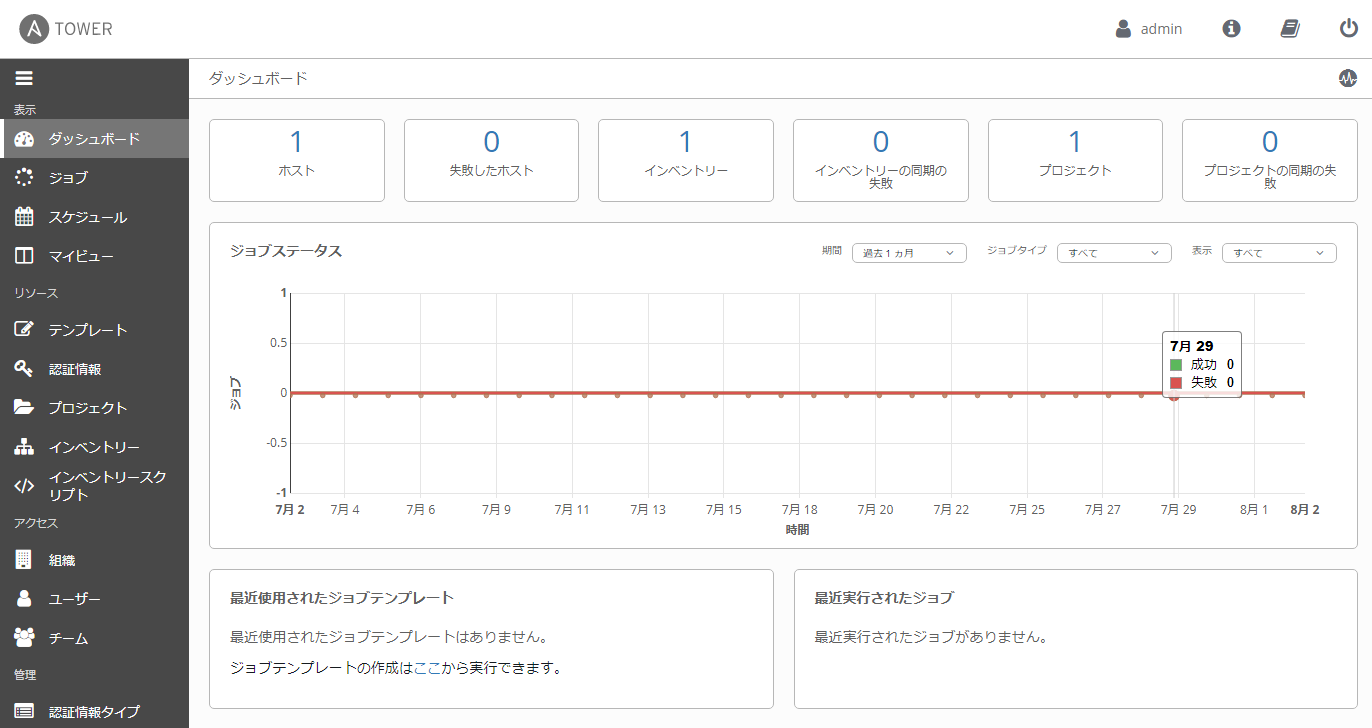 TOWER
admin
表示
ダッシュボード
ジョブ
スケジュール
マイビュー
リソース
テンプレート
認証情報
プロジェクト
インベントリー
インベントリースク
リプト
アクセス
組織
ユーザー
チーム
管理
認証情報タイプ
ダッシュボード
1
ホスト
0
失敗したホスト
1
インベントリー
0
インベントリーの同期の
失敗
1
プロジェクト
0
プロジェクトの同期の失
敗
ジョブステータス
期間 過去 1 ヵ月 ジョブタイプ すべて 表示 すべて
1
0.5
0
-0.5
-1
ジョブ
7月 29
成功 0
失敗 0
7月 2 7月 4 7月 6 7月 9 7月 11 7月 13 7月 15 7月 18 7月 20 7月 22 7月 25 7月 27 7月 29 8月 1 8月 2
時間
最近使用されたジョブテンプレート
最近使用されたジョブテンプレートはありません。
ジョブテンプレートの作成はここから実行できます。
最近実行されたジョブ
最近実行されたジョブがありません。